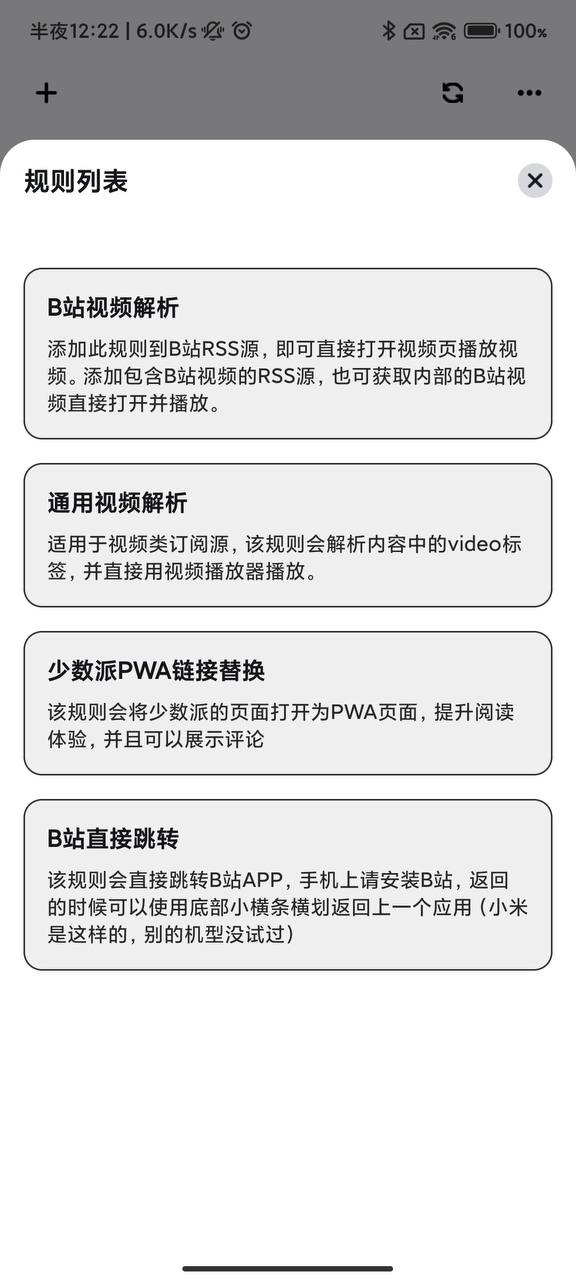 半夜12:22 | 6.0K/s
100%
规则列表
B站视频解析
添加此规则到B站RSS源，即可直接打开视频页播放视
频。添加包含B站视频的RSS源，也可获取内部的B站视
频直接打开并播放。
通用视频解析
适用于视频类订阅源，该规则会解析内容中的video标
签，并直接用视频播放器播放。
少数派PWA链接替换
该规则会将少数派的页面打开为PWA页面，提升阅读
体验，并且可以展示评论
B站直接跳转
该规则会直接跳转B站APP，手机上请安装B站，返回
的时候可以使用底部小横条横划返回上一个应用（小米
是这样的，别的机型没试过）